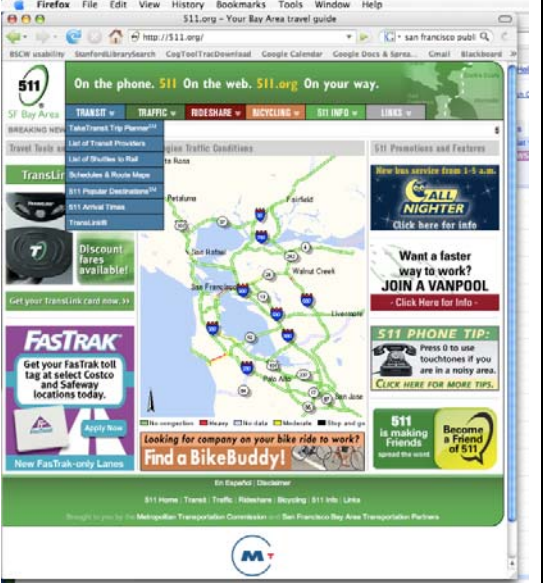 Firefox File Edit View History Bookmarks Tools Window Help
511.org – Your Bay Area travel guide
http://511.org/
san francisco publ
BSCW usability StanfordLibrarySearch CogToolTracDownload Google Calendar Google Docs & Sprea... Gmail Blackboard
511
SF Bay Area
On the phone. 511 On the web. 511.org On your way.
TRANSIT TRAFFIC RIDESHARE BICYCLING 511 INFO LINKS
BREAKING NEW
TakeTransit Trip Planner℠
List of Transit Providers
List of Shuttles to Rail
Schedules & Route Maps
511 Popular Destinations℠
511 Arrival Times
TransLink®
Travel Tools an
egion Traffic Conditions
511 Promotions and Features
TransLin
Discount
fares
available!
Get your TransLink card now. >>
ta Rosa
Petaluma
Fairfield
San Rafael
Walnut Creek
San Francisco
Livermore
Palo Alto
San Jose
No congestion Heavy No data Moderate Stop and go
New bus service from 1-5 a.m.
ALL
NIGHTER
Click here for info
Want a faster
way to work?
JOIN A VANPOOL
- Click Here for Info -
511 PHONE TIP:
Press 0 to use
touchtones if you
are in a noisy area.
CLICK HERE FOR MORE TIPS.
FASTRAK
Get your FasTrak toll
tag at select Costco
and Safeway
locations today.
Apply Now
New FasTrak-only Lanes
Looking for company on your bike ride to work?
Find a BikeBuddy!
511
is making
Friends
spread the word
Become
a Friend
of 511
En Español | Disclaimer
511 Home | Transit | Traffic | Rideshare | Bicycling | 511 Info | Links
Brought to you by the Metropolitan Transportation Commission and San Francisco Bay Area Transportation Partners
M T